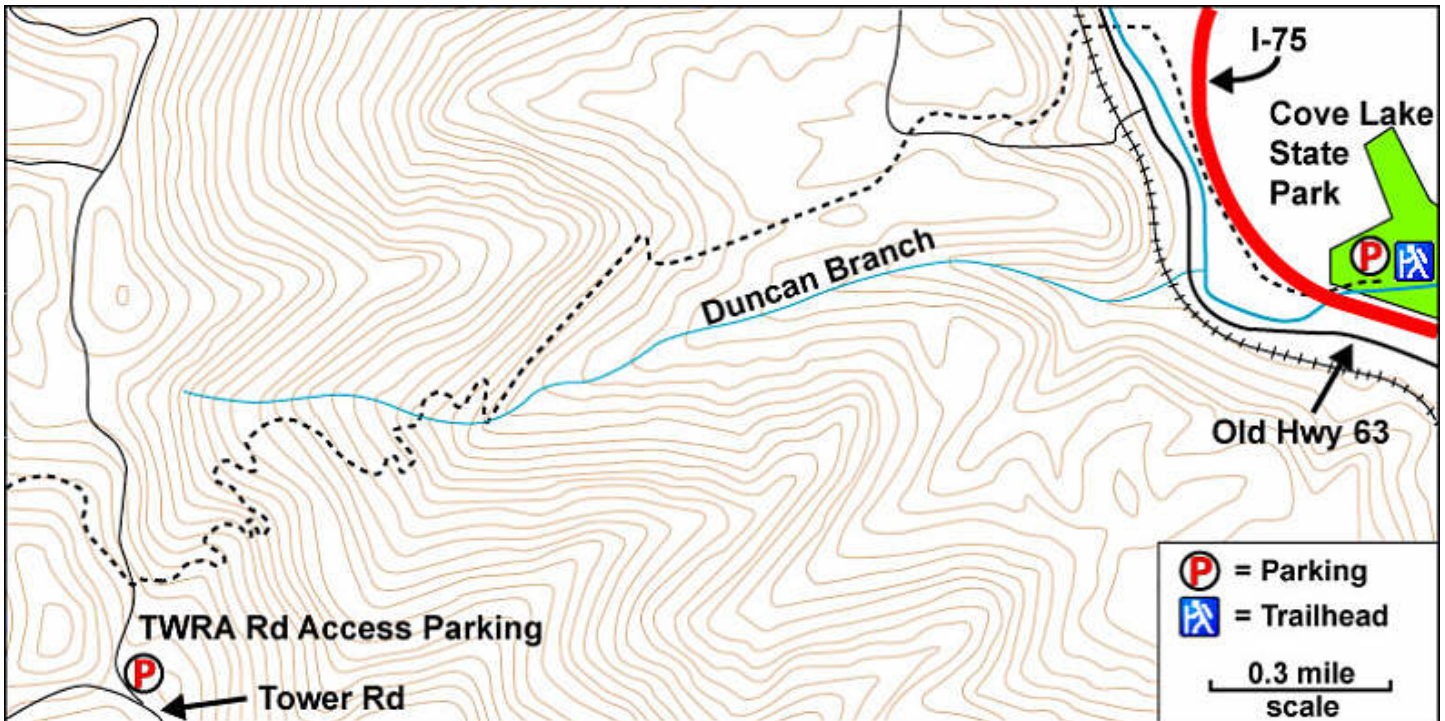 I-75
Cove Lake
State
Park
P
Duncan Branch
Old Hwy 63
TWRA Rd Access Parking
P
Tower Rd
P = Parking
= Trailhead
0.3 mile
scale